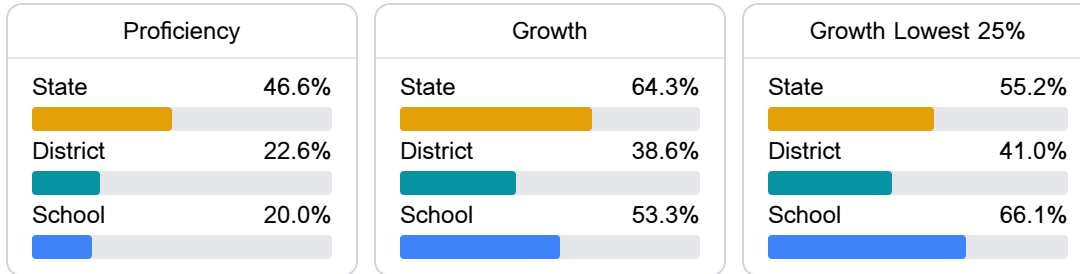 Proficiency
State 46.6%
District 22.6%
School 20.0%
Growth
State 64.3%
District 38.6%
School 53.3%
Growth Lowest 25%
State 55.2%
District 41.0%
School 66.1%